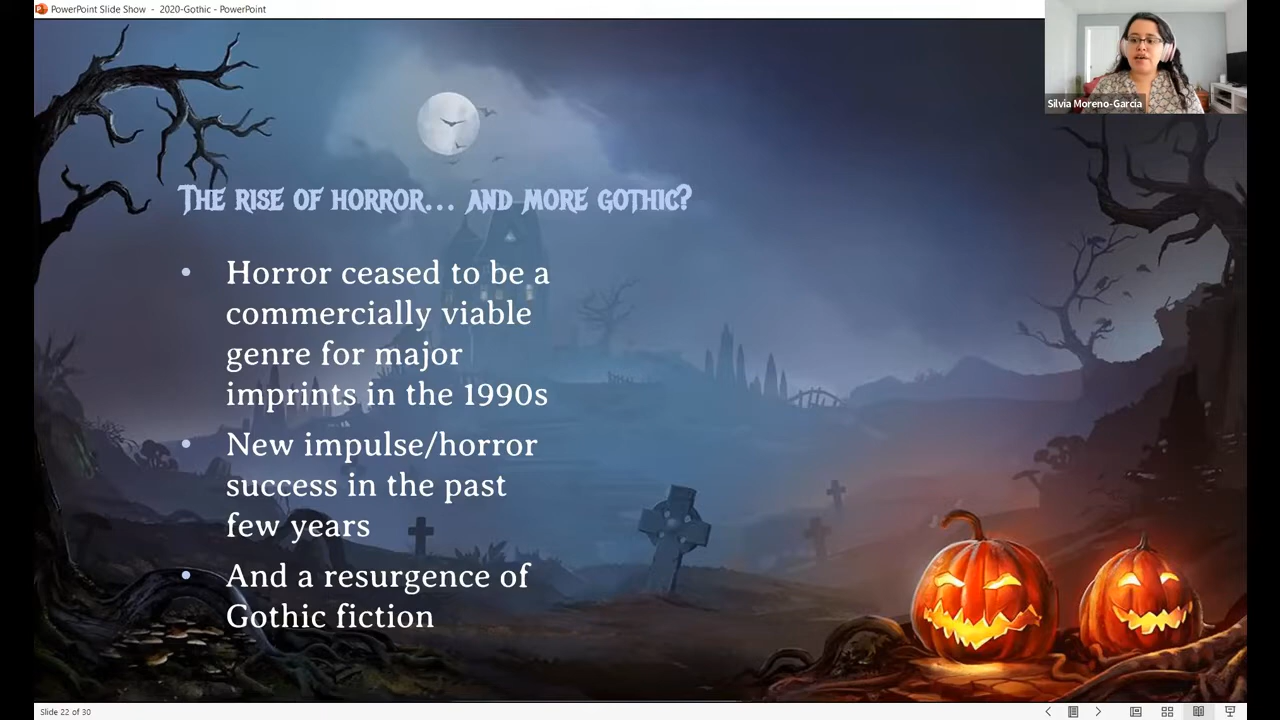 PowerPoint Slide Show - 2020-Gothic - PowerPoint
Silvia Moreno-Garcia
The rise of horror... and more gothic?
• Horror ceased to be a
commercially viable
genre for major
imprints in the 1990s
• New impulse/horror
success in the past
few years
• And a resurgence of
Gothic fiction
Slide 22 of 30